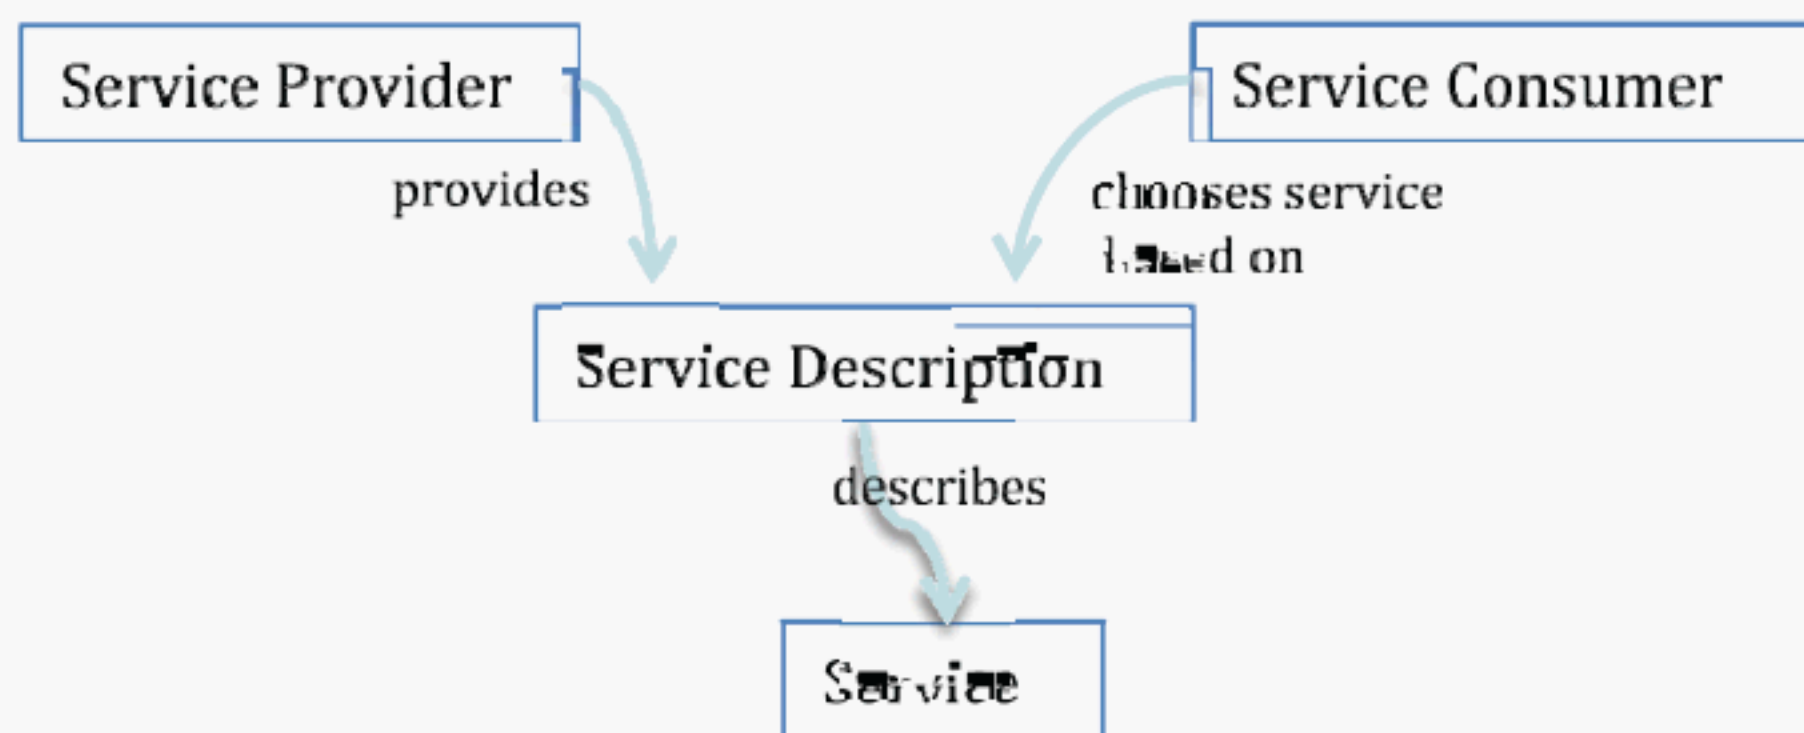 Service Provider
Service Consumer
provides
chooses service
based on
Service Description
describes
Service